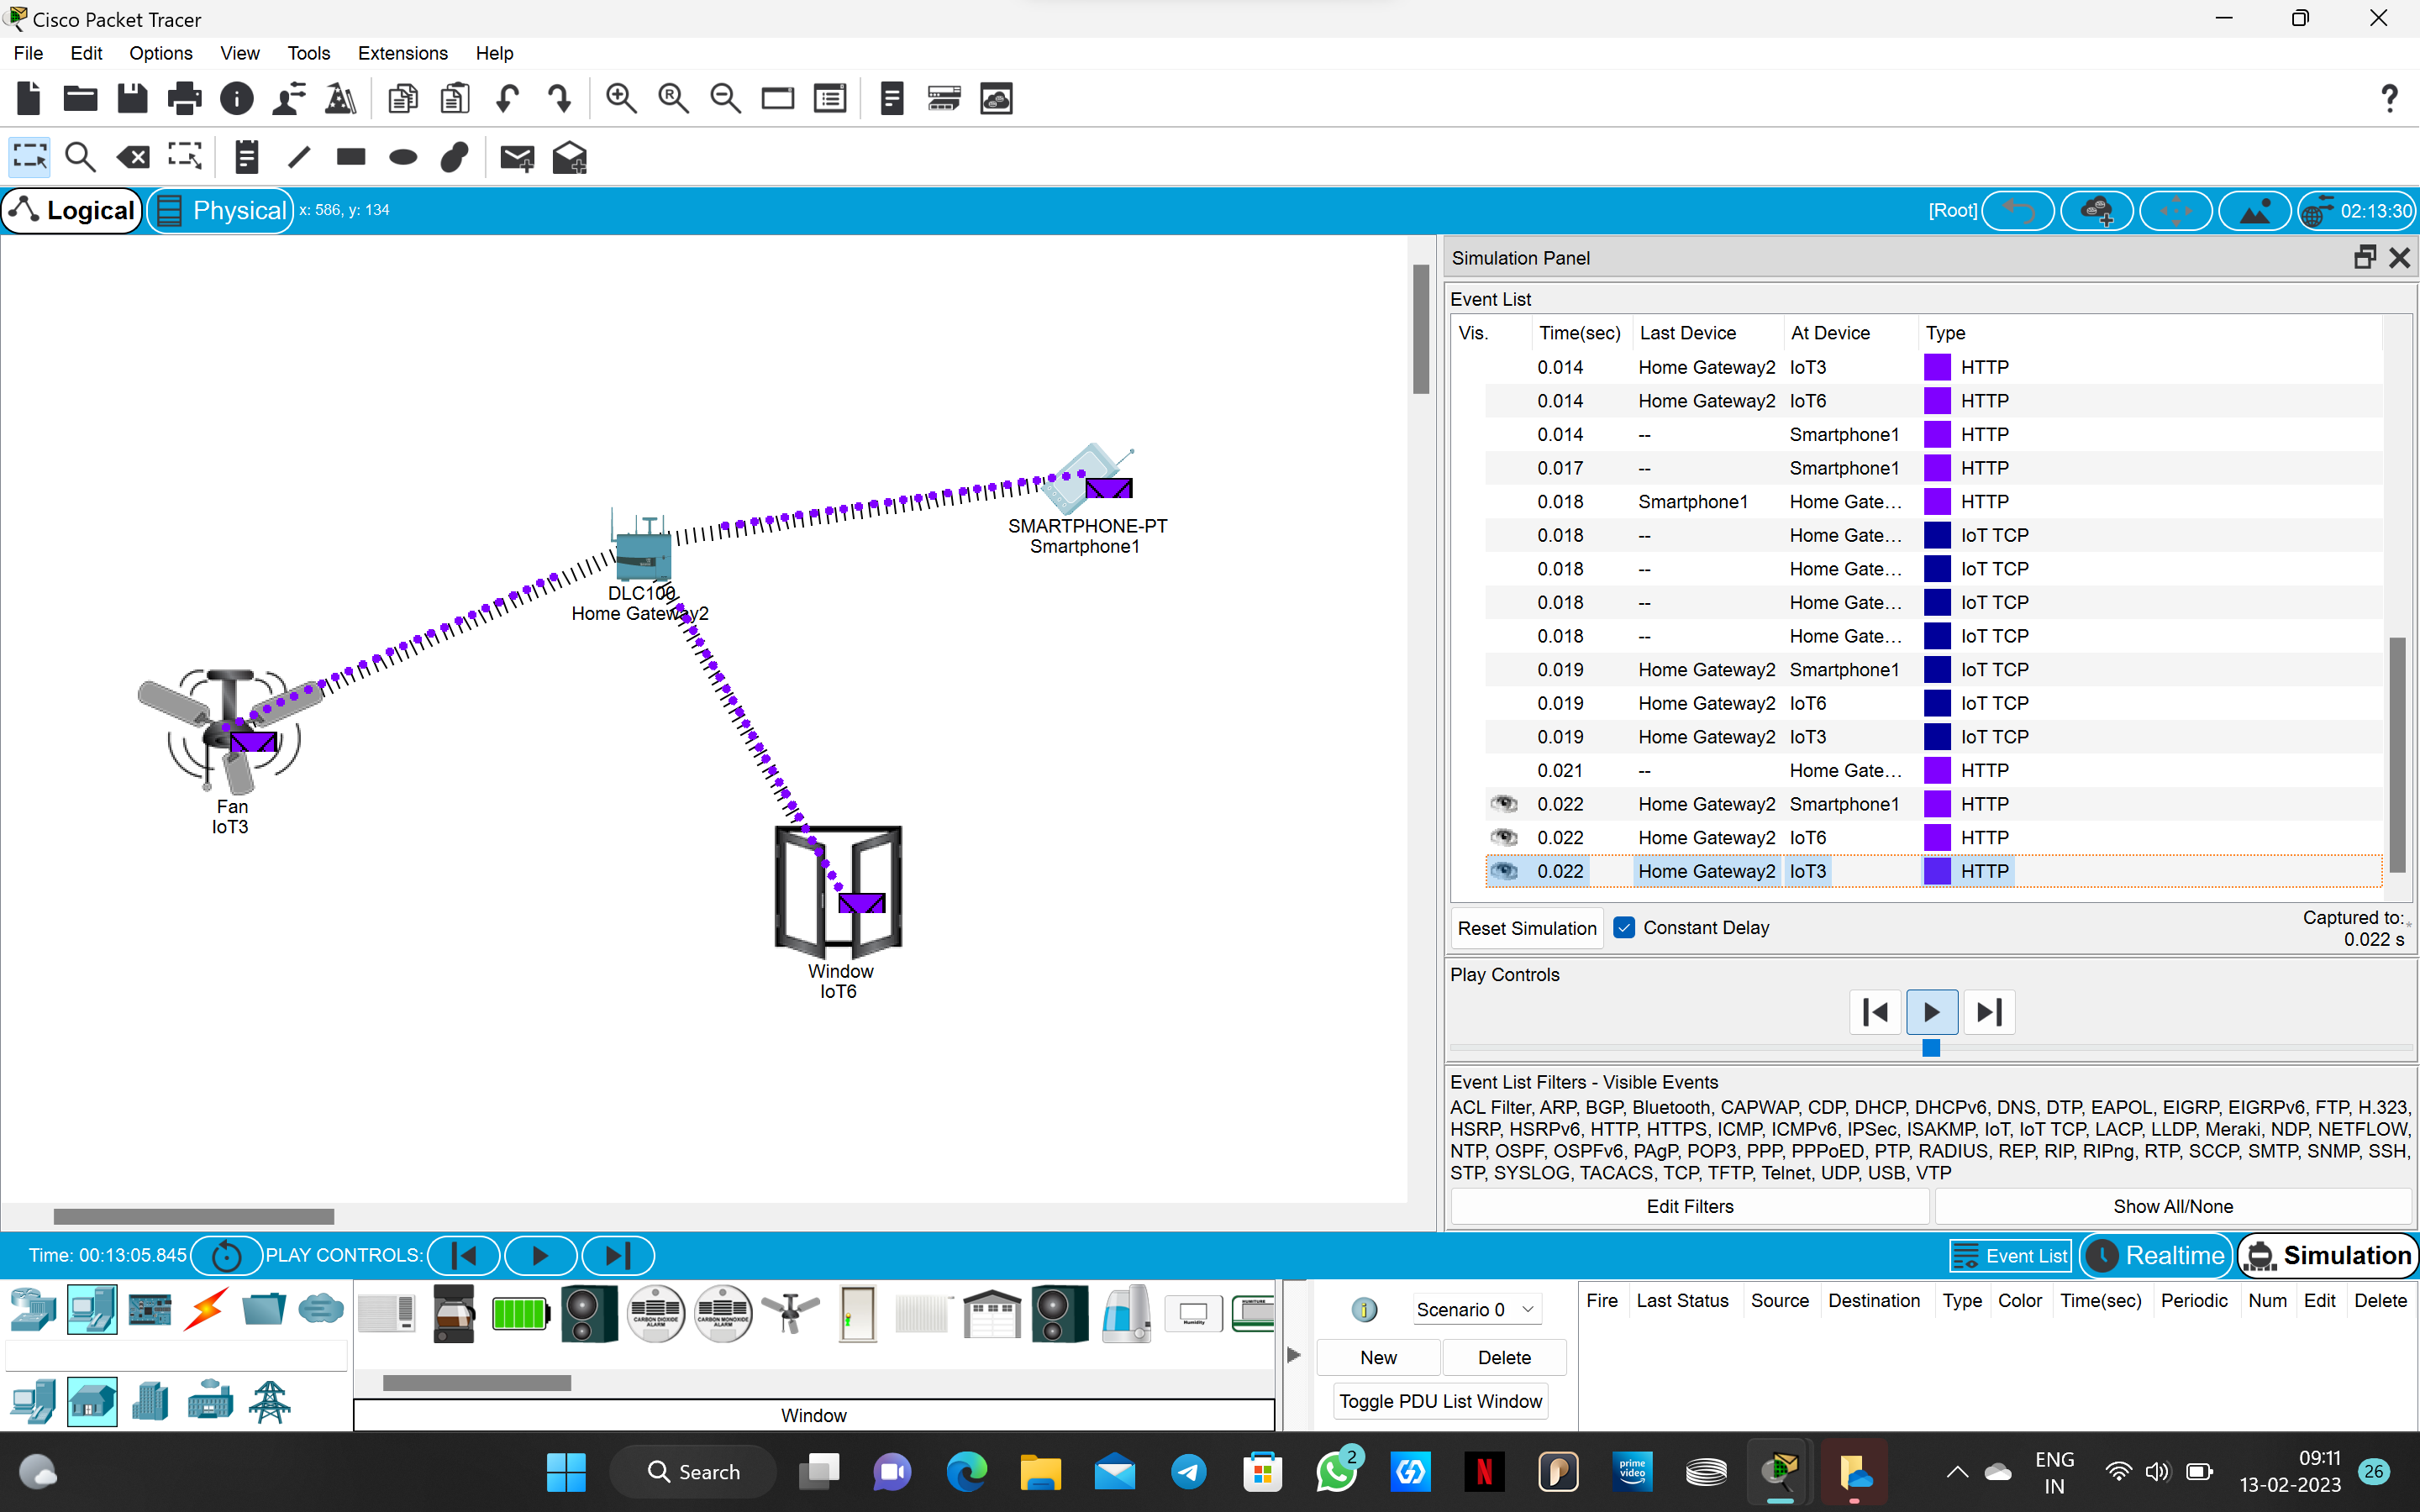 Cisco Packet Tracer
File Edit Options View Tools Extensions Help
Logical Physical x: 586, y: 134 [Root] 02:13:30
SMARTPHONE-PT
Smartphone1
DLC100
Home Gateway2
Fan
IoT3
Window
IoT6
Simulation Panel
Event List
Vis. Time(sec) Last Device At Device Type
0.014 Home Gateway2 IoT3 HTTP
0.014 Home Gateway2 IoT6 HTTP
0.014 -- Smartphone1 HTTP
0.017 -- Smartphone1 HTTP
0.018 Smartphone1 Home Gate... HTTP
0.018 -- Home Gate... IoT TCP
0.018 -- Home Gate... IoT TCP
0.018 -- Home Gate... IoT TCP
0.018 -- Home Gate... IoT TCP
0.019 Home Gateway2 Smartphone1 IoT TCP
0.019 Home Gateway2 IoT6 IoT TCP
0.019 Home Gateway2 IoT3 IoT TCP
0.021 -- Home Gate... HTTP
0.022 Home Gateway2 Smartphone1 HTTP
0.022 Home Gateway2 IoT6 HTTP
0.022 Home Gateway2 IoT3 HTTP
Reset Simulation Constant Delay Captured to:
0.022 s
Play Controls
Event List Filters - Visible Events
ACL Filter, ARP, BGP, Bluetooth, CAPWAP, CDP, DHCP, DHCPv6, DNS, DTP, EAPOL, EIGRP, EIGRPv6, FTP, H.323,
HSRP, HSRPv6, HTTP, HTTPS, ICMP, ICMPv6, IPSec, ISAKMP, IoT, IoT TCP, LACP, LLDP, Meraki, NDP, NETFLOW,
NTP, OSPF, OSPFv6, PAgP, POP3, PPP, PPPoED, PTP, RADIUS, REP, RIP, RIPng, RTP, SCCP, SMTP, SNMP, SSH,
STP, SYSLOG, TACACS, TCP, TFTP, Telnet, UDP, USB, VTP
Edit Filters Show All/None
Time: 00:13:05.845 PLAY CONTROLS: Event List Realtime Simulation
CARBON DIOXIDE ALARM
CARBON MONOXIDE ALARM
Humidity
Window
Scenario 0
New Delete
Toggle PDU List Window
Fire Last Status Source Destination Type Color Time(sec) Periodic Num Edit Delete
Search
2
N
prime video
ENG
IN
09:11
13-02-2023
26